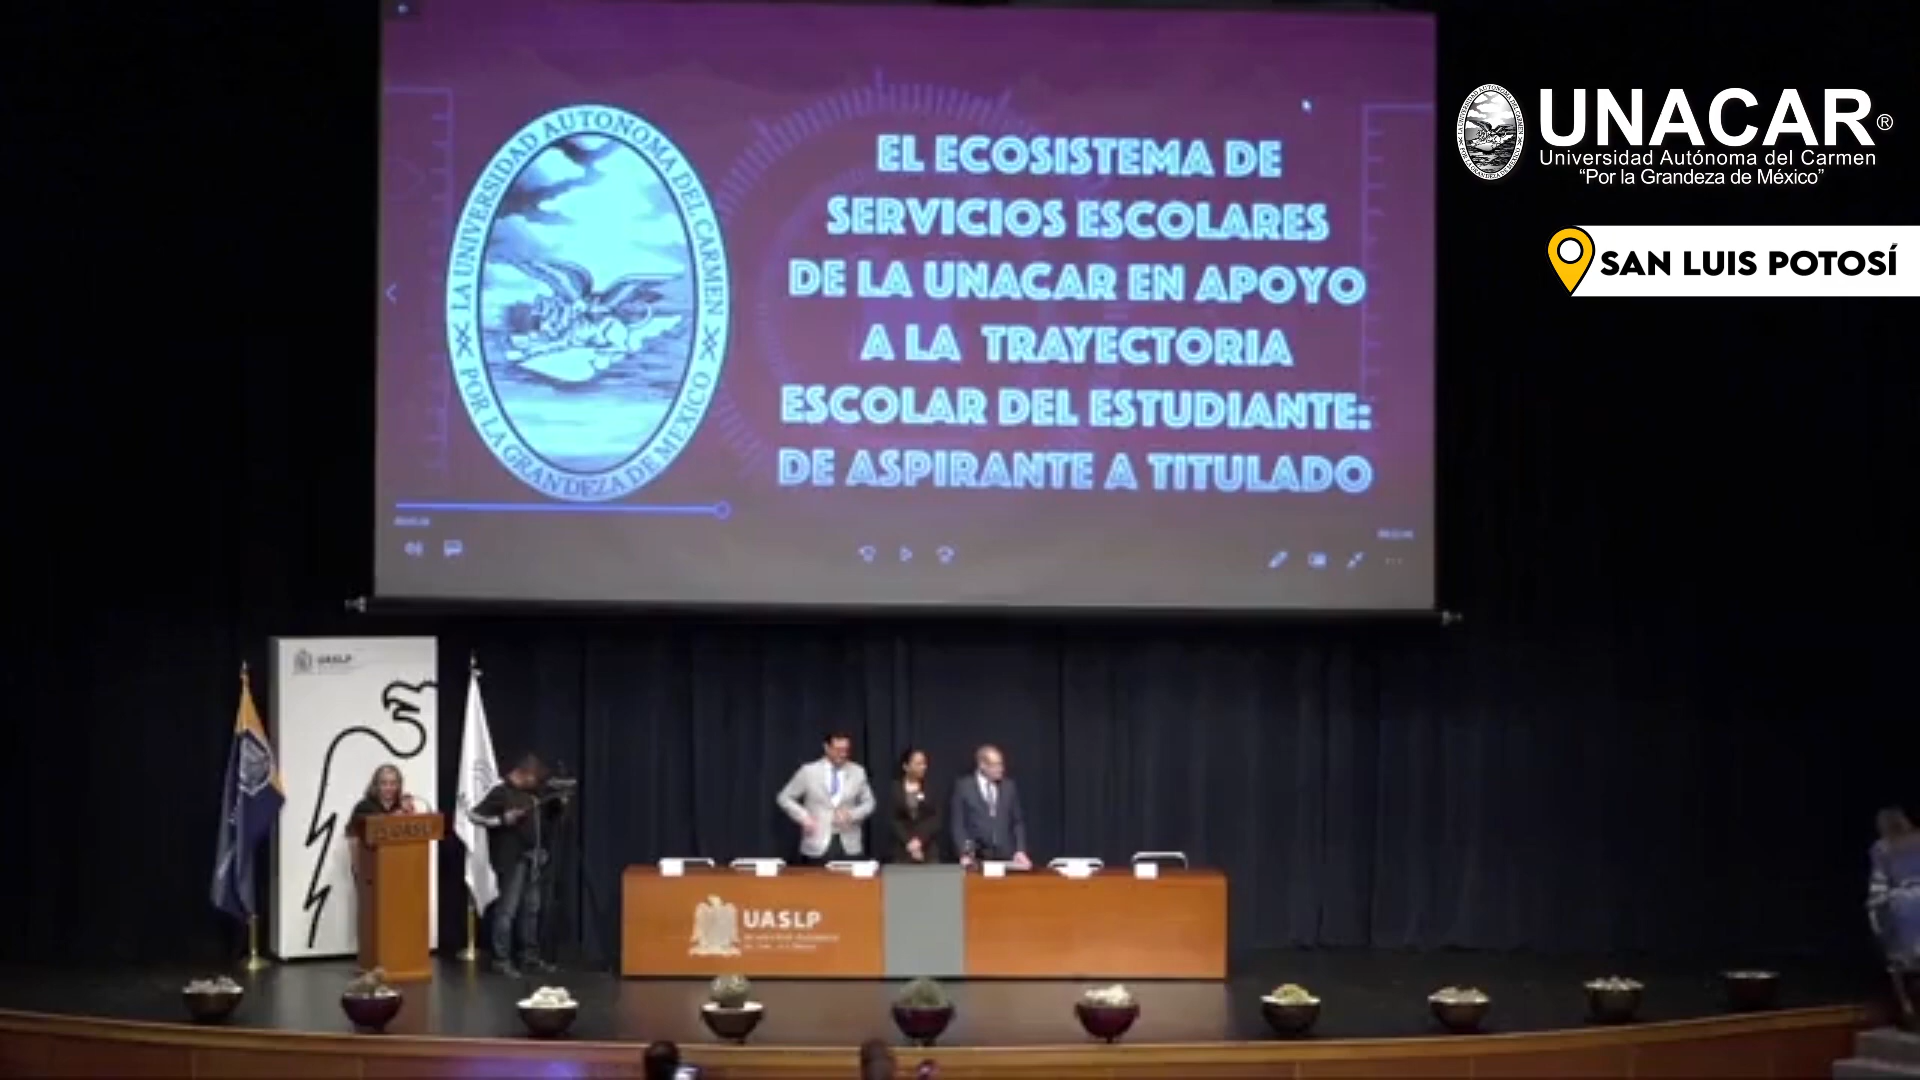 EL ECOSISTEMA DE
SERVICIOS ESCOLARES
DE LA UNACAR EN APOYO
A LA TRAYECTORIA
ESCOLAR DEL ESTUDIANTE:
DE ASPIRANTE A TITULADO
LA UNIVERSIDAD AUTONOMA DEL CARMEN
POR LA GRANDEZA DE MEXICO
UNACAR®
Universidad Autónoma del Carmen
“Por la Grandeza de México”
SAN LUIS POTOSÍ
UASLP
UASLP
UASLP